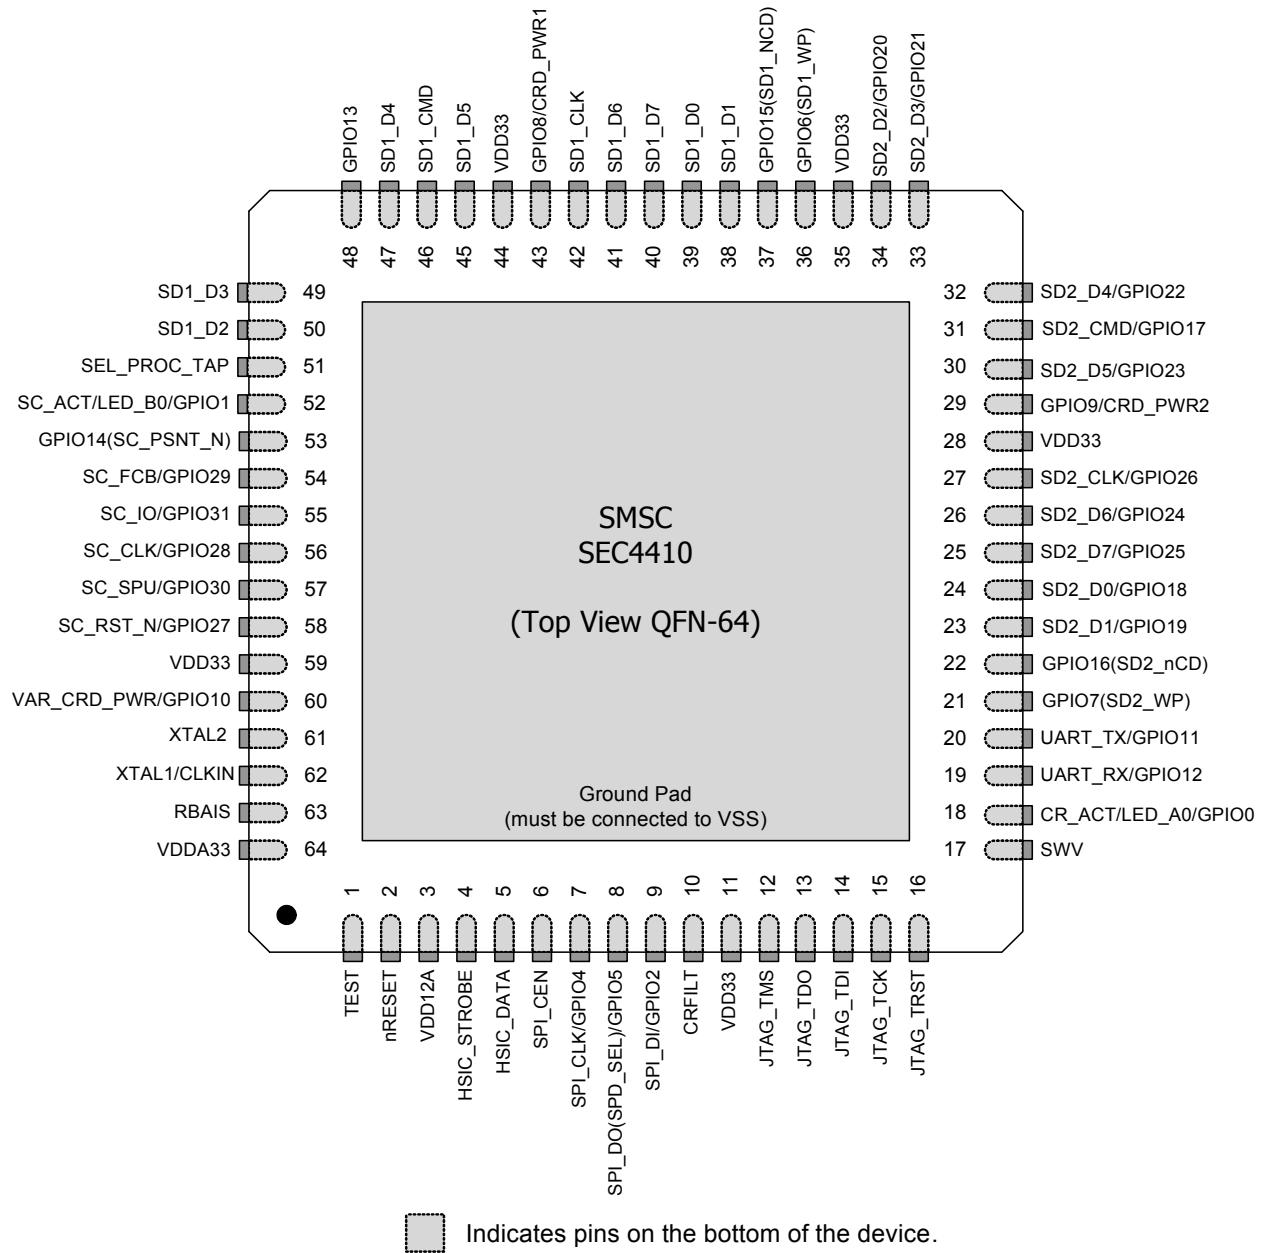 GPIO13
SD1_D4
SD1_CMD
SD1_D5
VDD33
GPIO8/CRD_PWR1
SD1_CLK
SD1_D6
SD1_D7
SD1_D0
SD1_D1
GPIO15(SD1_NCD)
GPIO6(SD1_WP)
VDD33
SD2_D2/GPIO20
SD2_D3/GPIO21
48
47
46
45
44
43
42
41
40
39
38
37
36
35
34
33
SD1_D3 49
SD1_D2 50
SEL_PROC_TAP 51
SC_ACT/LED_B0/GPIO1 52
GPIO14(SC_PSNT_N) 53
SC_FCB/GPIO29 54
SC_IO/GPIO31 55
SC_CLK/GPIO28 56
SC_SPU/GPIO30 57
SC_RST_N/GPIO27 58
VDD33 59
VAR_CRD_PWR/GPIO10 60
XTAL2 61
XTAL1/CLKIN 62
RBAIS 63
VDDA33 64
SMSC
SEC4410
(Top View QFN-64)
Ground Pad
(must be connected to VSS)
32 SD2_D4/GPIO22
31 SD2_CMD/GPIO17
30 SD2_D5/GPIO23
29 GPIO9/CRD_PWR2
28 VDD33
27 SD2_CLK/GPIO26
26 SD2_D6/GPIO24
25 SD2_D7/GPIO25
24 SD2_D0/GPIO18
23 SD2_D1/GPIO19
22 GPIO16(SD2_nCD)
21 GPIO7(SD2_WP)
20 UART_TX/GPIO11
19 UART_RX/GPIO12
18 CR_ACT/LED_A0/GPIO0
17 SWV
1
2
3
4
5
6
7
8
9
10
11
12
13
14
15
16
TEST
nRESET
VDD12A
HSIC_STROBE
HSIC_DATA
SPI_CEN
SPI_CLK/GPIO4
SPI_DO(SPD_SEL)/GPIO5
SPI_DI/GPIO2
CRFILT
VDD33
JTAG_TMS
JTAG_TDO
JTAG_TDI
JTAG_TCK
JTAG_TRST
Indicates pins on the bottom of the device.